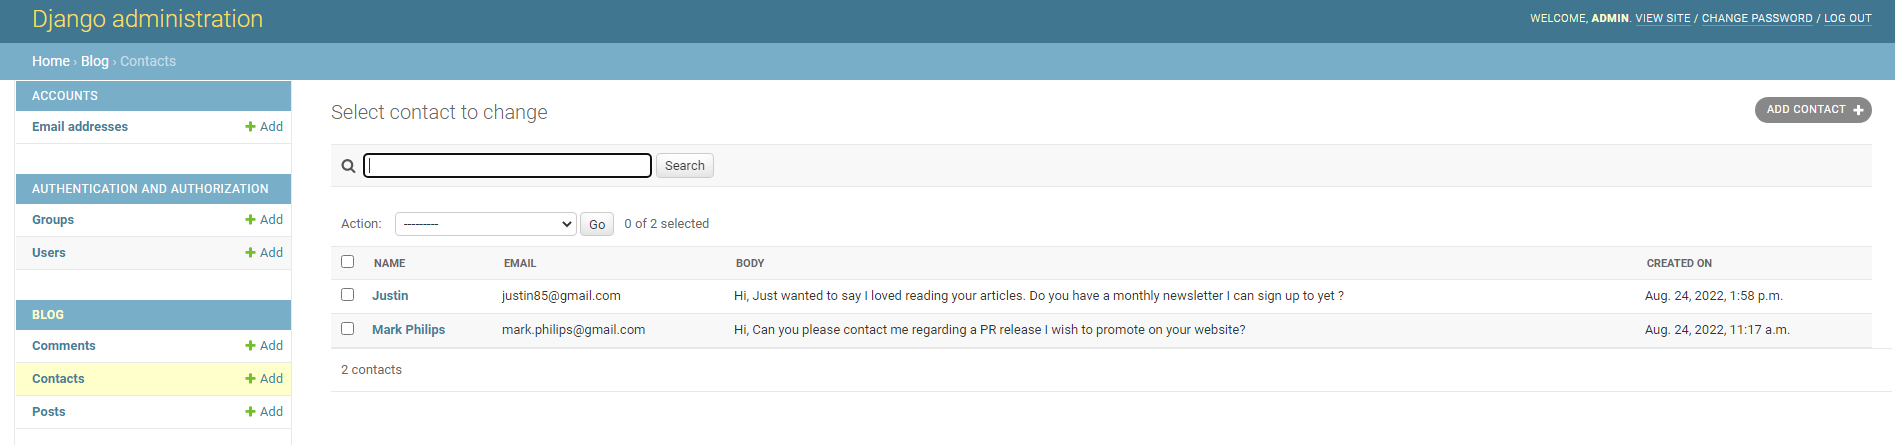 Django administration
WELCOME, ADMIN. VIEW SITE / CHANGE PASSWORD / LOG OUT
Home › Blog › Contacts
ACCOUNTS
Email addresses + Add
AUTHENTICATION AND AUTHORIZATION
Groups + Add
Users + Add
BLOG
Comments + Add
Contacts + Add
Posts + Add
Select contact to change
ADD CONTACT +
Search
Action: --------- Go 0 of 2 selected
NAME EMAIL BODY CREATED ON
Justin justin85@gmail.com Hi, Just wanted to say I loved reading your articles. Do you have a monthly newsletter I can sign up to yet ? Aug. 24, 2022, 1:58 p.m.
Mark Philips mark.philips@gmail.com Hi, Can you please contact me regarding a PR release I wish to promote on your website? Aug. 24, 2022, 11:17 a.m.
2 contacts